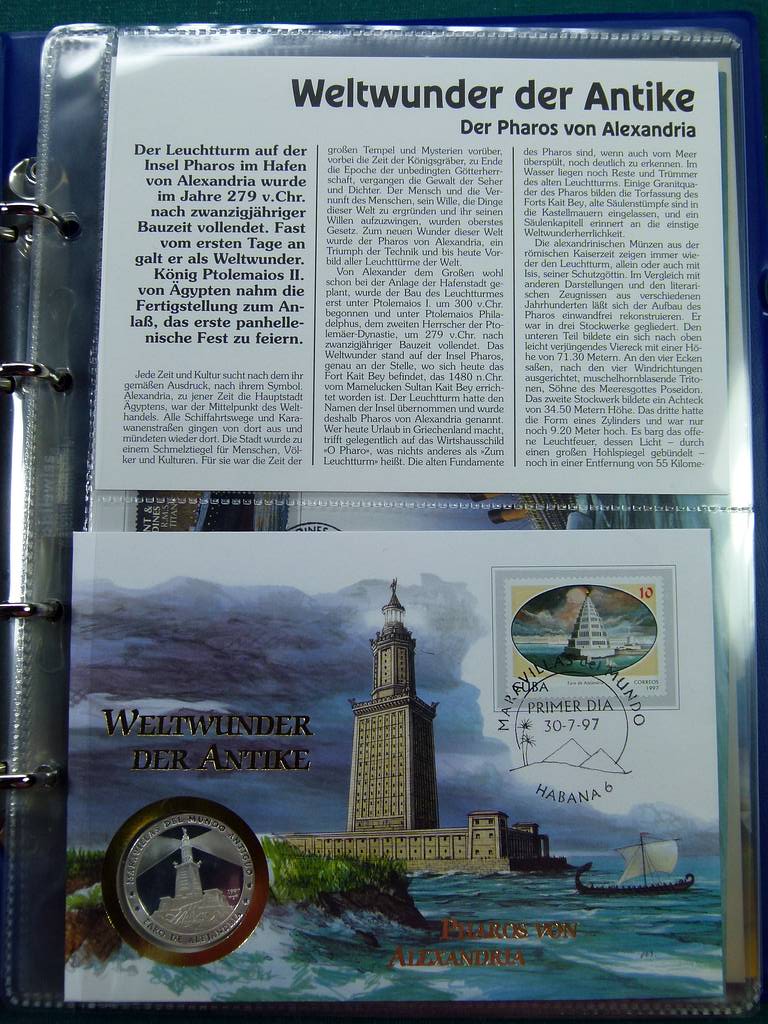 Weltwunder der Antike
Der Pharos von Alexandria
Der Leuchtturm auf der
Insel Pharos im Hafen
von Alexandria wurde
im Jahre 279 v.Chr.
nach zwanzigjähriger
Bauzeit vollendet. Fast
vom ersten Tage an
galt er als Weltwunder.
König Ptolemaios II.
von Ägypten nahm die
Fertigstellung zum An-
laß, das erste panhelle-
nische Fest zu feiern.
Jede Zeit und Kultur sucht nach dem ihr
gemäßen Ausdruck, nach ihrem Symbol.
Alexandria, zu jener Zeit die Hauptstadt
Ägyptens, war der Mittelpunkt des Welt-
handels. Alle Schiffahrtswege und Kara-
wanenstraßen gingen von dort aus und
mündeten wieder dort. Die Stadt wurde zu
einem Schmelztiegel für Menschen, Völ-
ker und Kulturen. Für sie war die Zeit der
großen Tempel und Mysterien vorüber,
vorbei die Zeit der Königsgräber, zu Ende
die Epoche der unbedingten Götterherr-
schaft, vergangen die Gewalt der Seher
und Dichter. Der Mensch und die Ver-
nunft des Menschen, sein Wille, die Dinge
dieser Welt zu ergründen und ihr seinen
Willen aufzuzwingen, wurden oberstes
Gesetz. Zum neuen Wunder dieser Welt
wurde der Pharos von Alexandria, ein
Triumph der Technik und bis heute Vor-
bild aller Leuchttürme der Welt.
Von Alexander dem Großen wohl
schon bei der Anlage der Hafenstadt ge-
plant, wurde der Bau des Leuchtturmes
erst unter Ptolemaios I. um 300 v.Chr.
begonnen und unter Ptolemaios Phila-
delphus, dem zweiten Herrscher der Pto-
lemäer-Dynastie, um 279 v.Chr. nach
zwanzigjähriger Bauzeit vollendet. Das
Weltwunder stand auf der Insel Pharos,
genau an der Stelle, wo sich heute das
Fort Kait Bey befindet, das 1480 n.Chr.
vom Mamelucken Sultan Kait Bey errich-
tet worden ist. Der Leuchtturm hatte den
Namen der Insel übernommen und wurde
deshalb Pharos von Alexandria genannt.
Wer heute Urlaub in Griechenland macht,
trifft gelegentlich auf das Wirtshausschild
«O Pharo», was nichts anderes als «Zum
Leuchtturm» heißt. Die alten Fundamente
des Pharos sind, wenn auch vom Meer
überspült, noch deutlich zu erkennen. Im
Wasser liegen noch Reste und Trümmer
des alten Leuchtturms. Einige Granitqua-
der des Pharos bilden die Torfassung des
Forts Kait Bey, alte Säulenstümpfe sind in
die Kastellmauern eingelassen, und ein
Säulenkapitell erinnert an die einstige
Weltwunderherrlichkeit.
Die alexandrinischen Münzen aus der
römischen Kaiserzeit zeigen immer wie-
der den Leuchtturm, allein oder auch mit
Isis, seiner Schutzgöttin. Im Vergleich mit
anderen Darstellungen und den literari-
schen Zeugnissen aus verschiedenen
Jahrhunderten läßt sich der Aufbau des
Pharos einwandfrei rekonstruieren. Er
war in drei Stockwerke gegliedert. Den
unteren Teil bildete ein sich nach oben
leicht verjüngendes Viereck mit einer Hö-
he von 71.30 Metern. An den vier Ecken
saßen, nach den vier Windrichtungen
ausgerichtet, muschelhornblasende Trito-
nen, Söhne des Meeresgottes Poseidon.
Das zweite Stockwerk bildete ein Achteck
von 34.50 Metern Höhe. Das dritte hatte
die Form eines Zylinders und war nur
noch 9.20 Meter hoch. Es barg das offe-
ne Leuchtfeuer, dessen Licht – durch
einen großen Hohlspiegel gebündelt –
noch in einer Entfernung von 55 Kilome-
10
CUBA
CORREOS
1997
MARAVILLAS del MUNDO
PRIMER DIA
30-7-97
HABANA 6
WELTWUNDER
DER ANTIKE
MARAVILLAS DEL MUNDO ANTIGUO
1997
FARO DE ALEJANDRIA
PHAROS VON
ALEXANDRIA